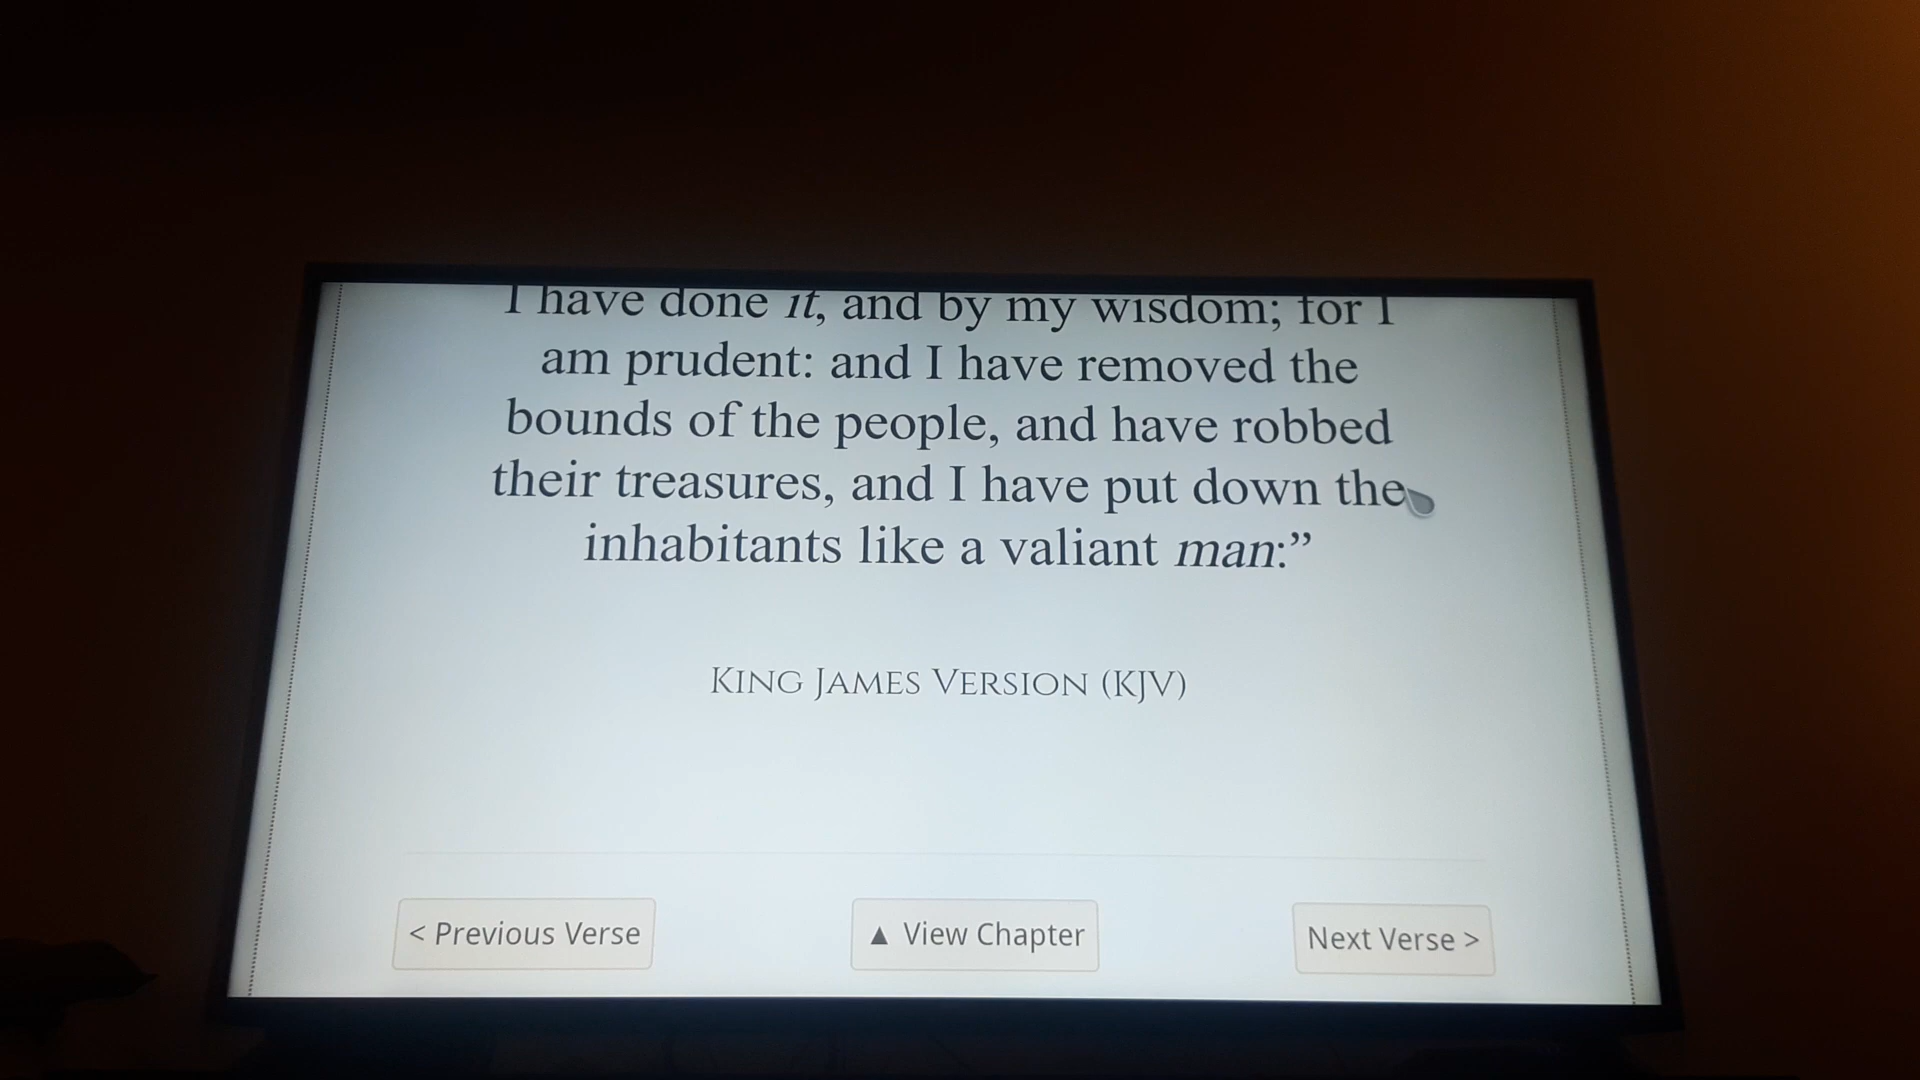 I have done it, and by my wisdom; for I
am prudent: and I have removed the
bounds of the people, and have robbed
their treasures, and I have put down the
inhabitants like a valiant man:”
King James Version (KJV)
< Previous Verse
▲ View Chapter
Next Verse >